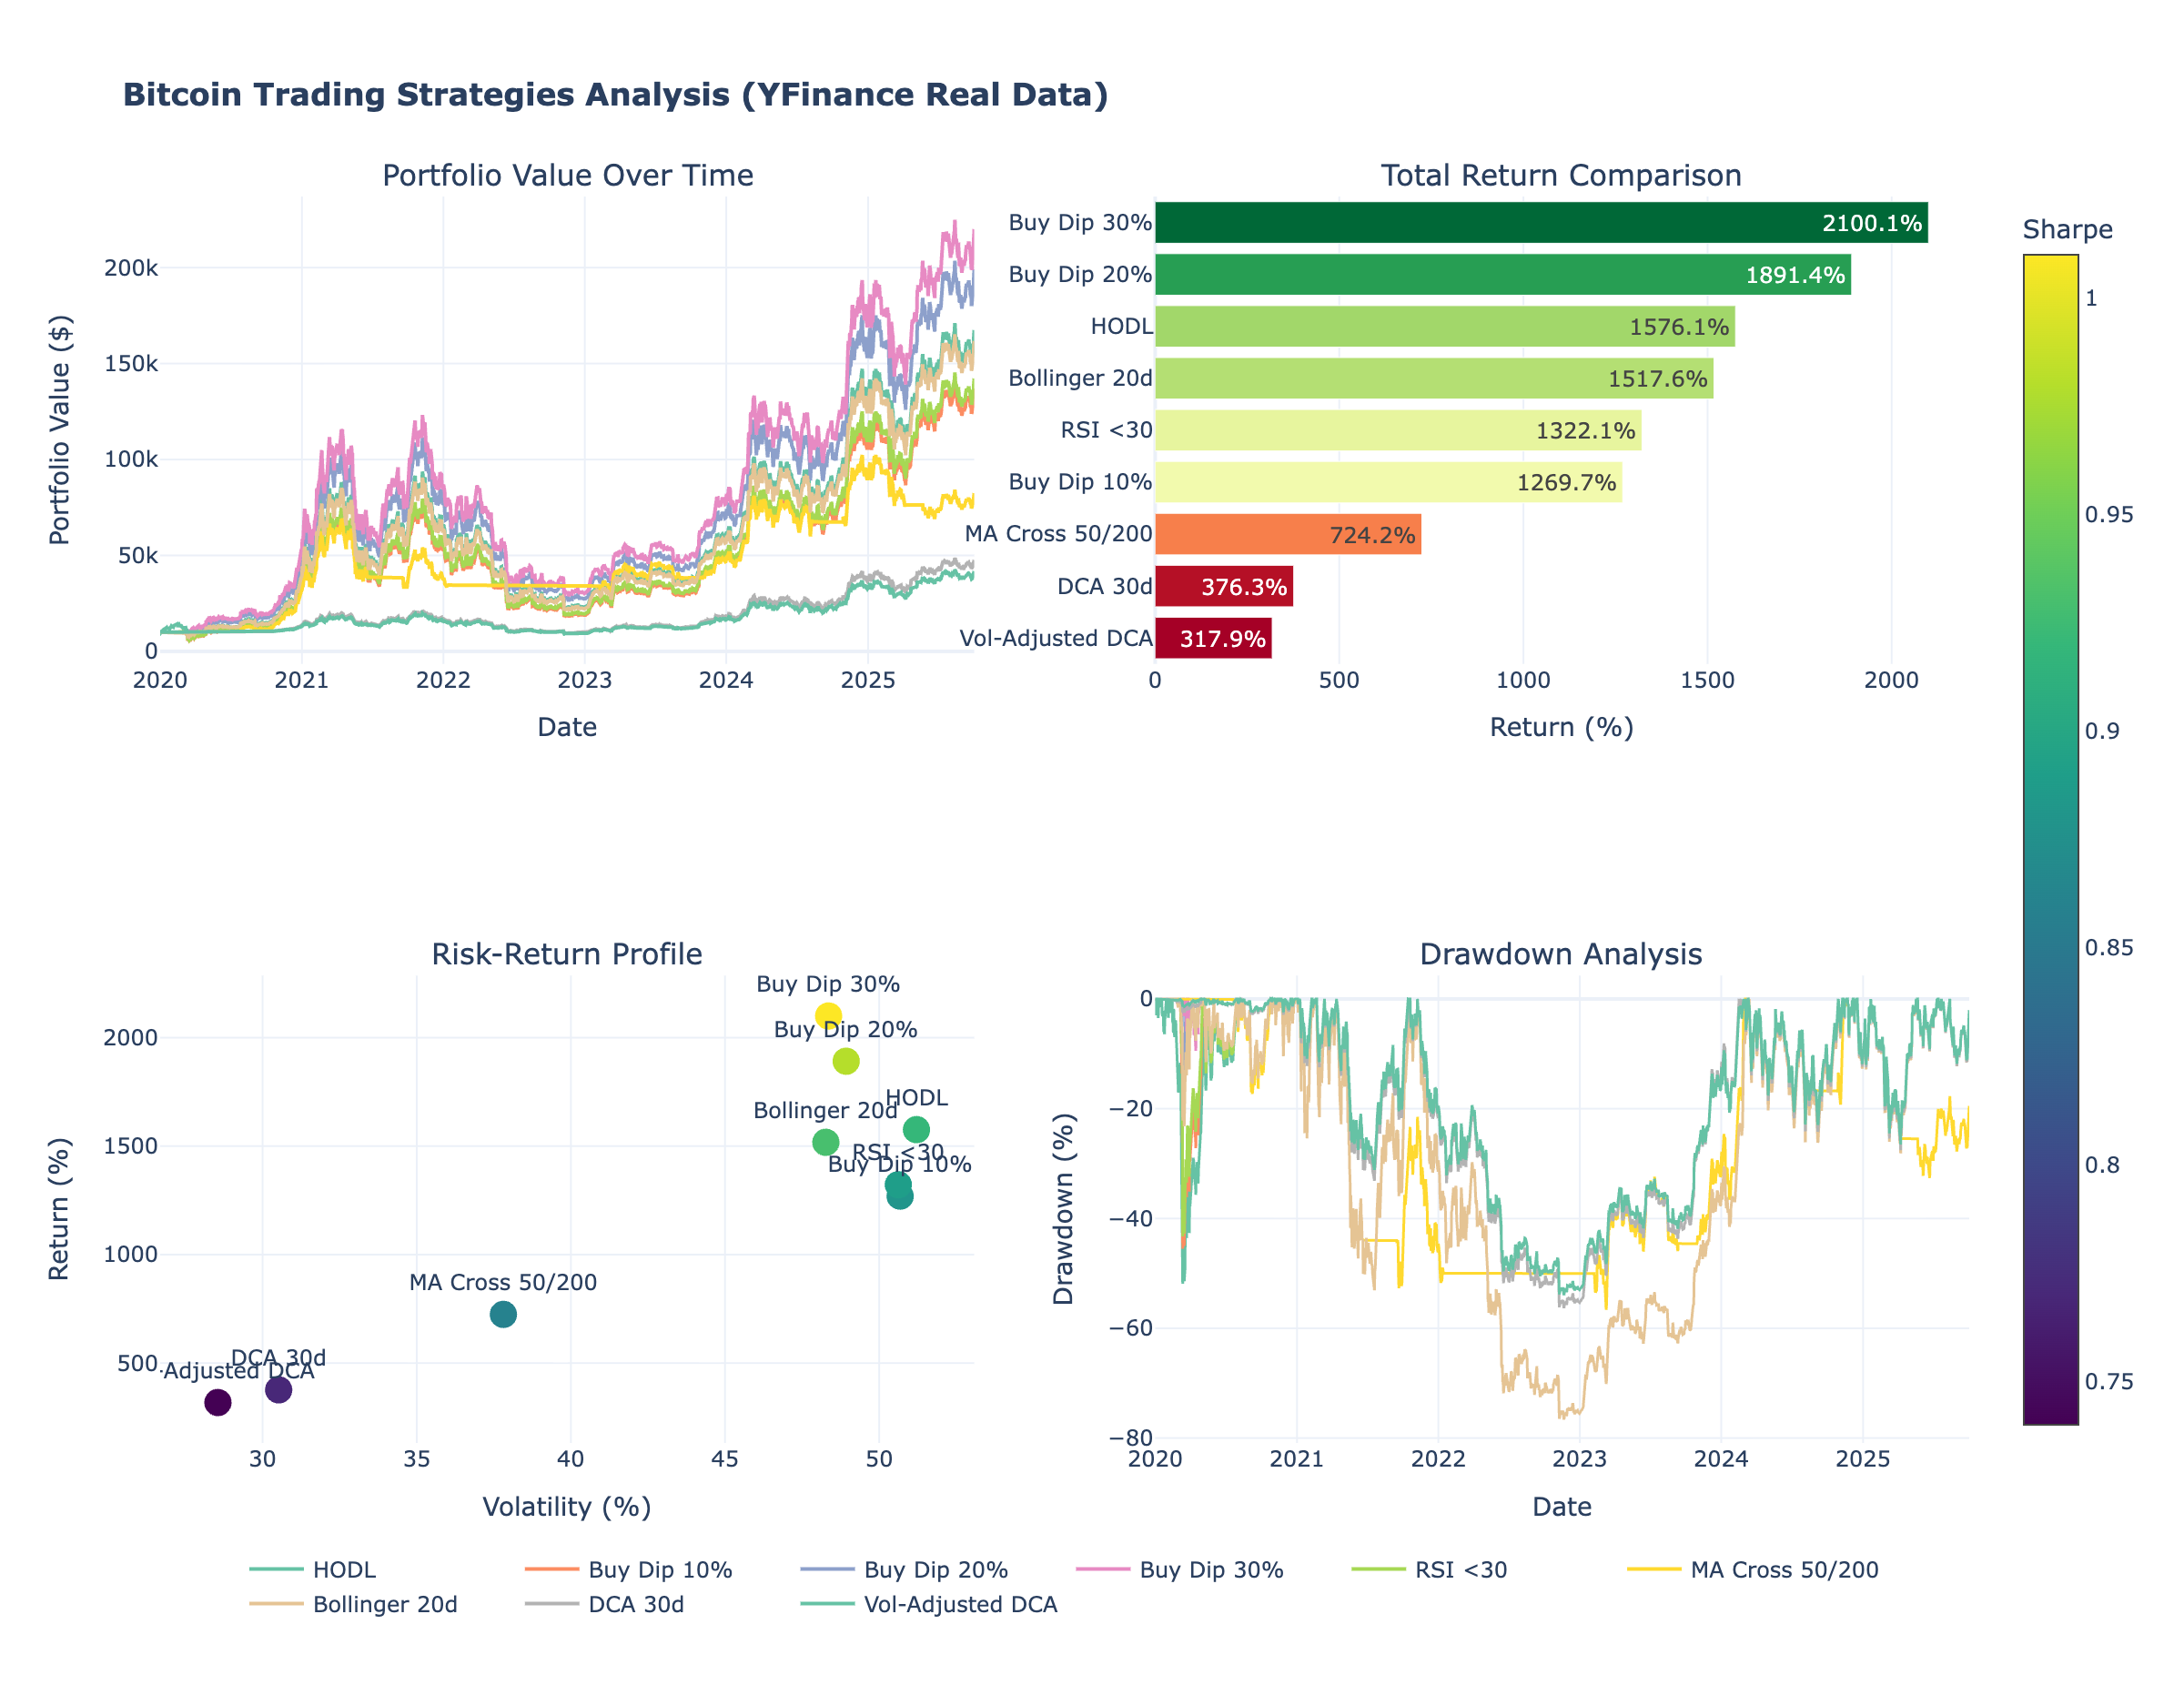 Bitcoin Trading Strategies Analysis (YFinance Real Data)
Portfolio Value Over Time
Portfolio Value ($)
200k
150k
100k
50k
0
2020 2021 2022 2023 2024 2025
Date
Total Return Comparison
Buy Dip 30% 2100.1%
Buy Dip 20% 1891.4%
HODL 1576.1%
Bollinger 20d 1517.6%
RSI <30 1322.1%
Buy Dip 10% 1269.7%
MA Cross 50/200 724.2%
DCA 30d 376.3%
Vol-Adjusted DCA 317.9%
0 500 1000 1500 2000
Return (%)
Sharpe
1
0.95
0.9
0.85
0.8
0.75
Risk-Return Profile
Return (%)
2000
1500
1000
500
Buy Dip 30%
Buy Dip 20%
HODL
Bollinger 20d
RSI <30
Buy Dip 10%
MA Cross 50/200
DCA 30d
-Adjusted DCA
30 35 40 45 50
Volatility (%)
Drawdown Analysis
Drawdown (%)
0
−20
−40
−60
−80
2020 2021 2022 2023 2024 2025
Date
HODL Buy Dip 10% Buy Dip 20% Buy Dip 30% RSI <30 MA Cross 50/200
Bollinger 20d DCA 30d Vol-Adjusted DCA